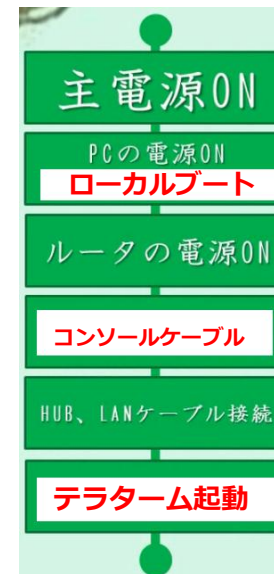 主電源ON
PCの電源ON
ローカルブート
ルータの電源ON
コンソールケーブル
HUB、LANケーブル接続
テラターム起動